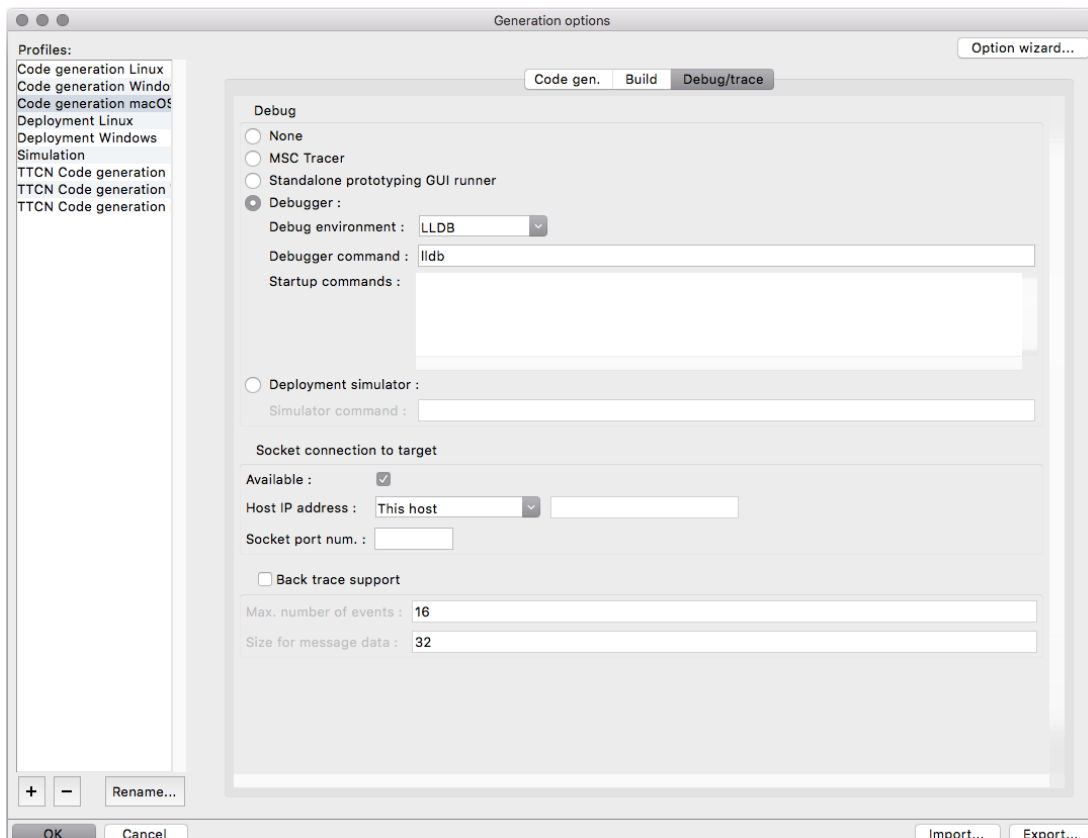 Generation options
Profiles:
Option wizard...
Code generation Linux
Code generation Windo
Code generation macOS
Deployment Linux
Deployment Windows
Simulation
TTCN Code generation
TTCN Code generation
TTCN Code generation
Code gen. Build Debug/trace
Debug
None
MSC Tracer
Standalone prototyping GUI runner
Debugger :
Debug environment : LLDB
Debugger command : lldb
Startup commands :
Deployment simulator :
Simulator command :
Socket connection to target
Available :
Host IP address : This host
Socket port num. :
Back trace support
Max. number of events : 16
Size for message data : 32
+ − Rename...
OK Cancel Import... Export...